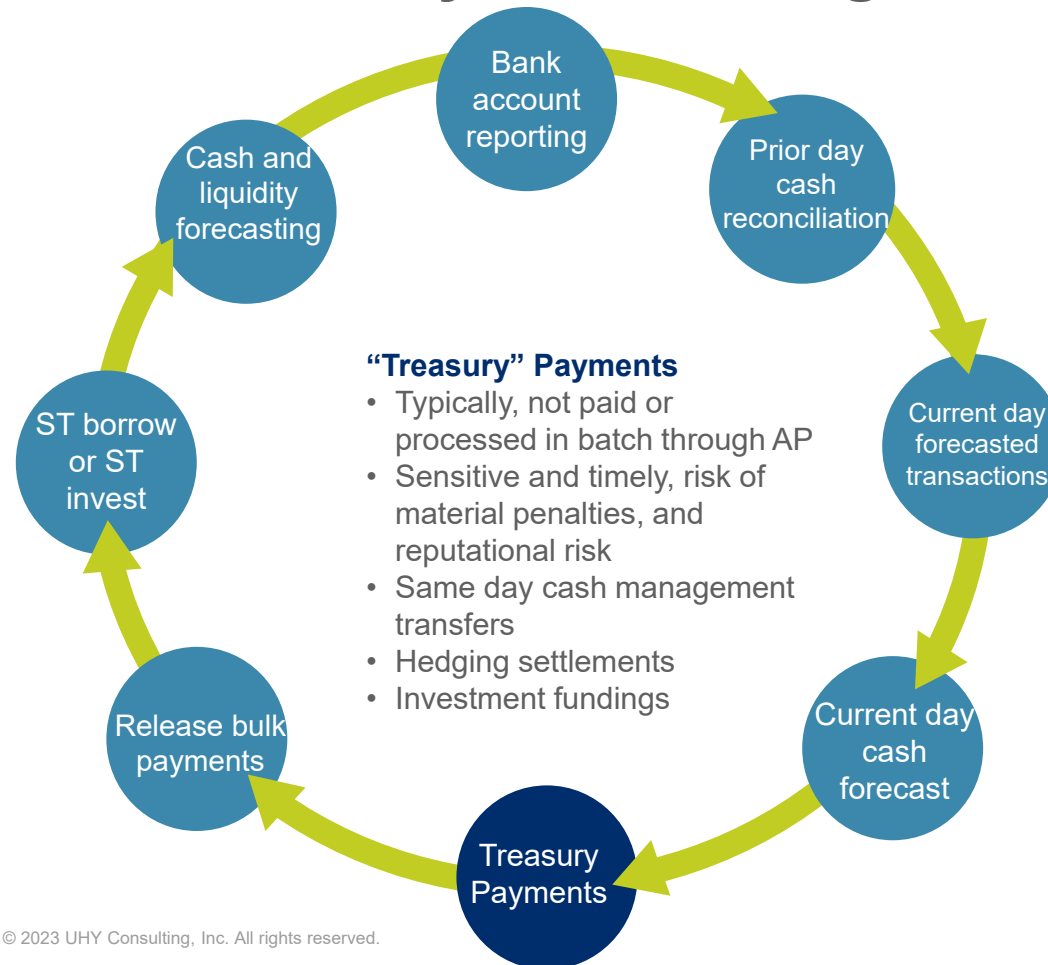 Bank
account
reporting
Prior day
cash
reconciliation
Current day
forecasted
transactions
Current day
cash
forecast
Treasury
Payments
Release bulk
payments
ST borrow
or ST
invest
Cash and
liquidity
forecasting
“Treasury” Payments
• Typically, not paid or
processed in batch through AP
• Sensitive and timely, risk of
material penalties, and
reputational risk
• Same day cash management
transfers
• Hedging settlements
• Investment fundings
© 2023 UHY Consulting, Inc. All rights reserved.